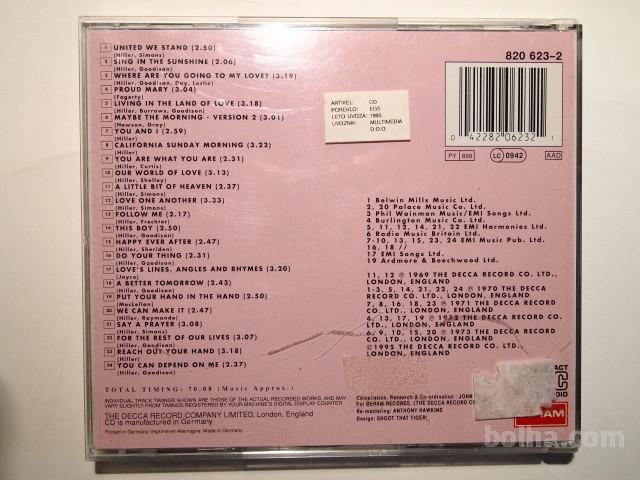 1 UNITED WE STAND (2.50)
(Hiller, Simons)
2 SING IN THE SUNSHINE (2.06)
(Hiller, Goodison)
3 WHERE ARE YOU GOING TO MY LOVE? (3.19)
(Hiller, Goodison, Day, Leslie)
4 PROUD MARY (3.04)
(Fogerty)
5 LIVING IN THE LAND OF LOVE (3.18)
(Hiller, Burrows, Goodison)
6 MAYBE THE MORNING - VERSION 2 (3.01)
(Hewson, Gray)
7 YOU AND I (2.59)
(Hiller)
8 CALIFORNIA SUNDAY MORNING (3.22)
(Hiller)
9 YOU ARE WHAT YOU ARE (2.31)
(Hiller, Curtis)
10 OUR WORLD OF LOVE (3.13)
(Hiller, Shelley)
11 A LITTLE BIT OF HEAVEN (2.37)
(Hiller, Simons)
12 LOVE ONE ANOTHER (3.33)
(Hiller, Simons)
13 FOLLOW ME (2.17)
(Hiller, Frechter)
14 THIS BOY (2.50)
(Hiller, Goodison)
15 HAPPY EVER AFTER (2.47)
(Hiller, Sheriden)
16 DO YOUR THING (2.31)
(Hiller, Goodison)
17 LOVE'S LINES, ANGLES AND RHYMES (3.20)
(Joyce)
18 A BETTER TOMORROW (2.43)
(Hiller, Goodison)
19 PUT YOUR HAND IN THE HAND (2.50)
(MacLellan)
20 WE CAN MAKE IT (2.47)
(Hiller, Raymonde)
21 SAY A PRAYER (3.08)
(Hiller, Simons)
22 FOR THE REST OF OUR LIVES (3.07)
(Hiller, Goodison)
23 REACH OUT YOUR HAND (3.18)
(Hiller)
24 YOU CAN DEPEND ON ME (2.37)
(Hiller, Goodison)
TOTAL TIMING: 70.08 (Music Approx.)
INDIVIDUAL TRACK TIMINGS SHOWN ARE THOSE OF THE ACTUAL RECORDED WORKS, AND MAY
VARY SLIGHTLY FROM TIMINGS REGISTERED BY YOUR MACHINE'S DIGITAL DISPLAY COUNTER
THE DECCA RECORD COMPANY LIMITED, London, England
CD is manufactured in Germany
Printed in Germany / Imprimé en Allemagne. Made in Germany.
ARTIKEL: CD
POREKLO: EGS
LETO UVOZA: 1995
UVOZNIK: MULTIMEDIA
D.O.O.
820 623-2
0 42282 06232 1
PY 899
LC 0942
AAD
1 Belwin Mills Music Ltd.
2, 20 Palace Music Co. Ltd.
3 Phil Wainman Music/EMI Songs Ltd.
4 Burlington Music Co. Ltd.
5, 11, 12, 14, 21, 22 EMI Harmonies Ltd.
6 Radio Music Britain Ltd.
7-10, 13, 15, 23, 24 EMI Music Pub. Ltd.
16, 18 //
17 EMI Songs Ltd.
19 Ardmore & Beechwood Ltd.
11, 12 ℗ 1969 THE DECCA RECORD CO. LTD.,
LONDON, ENGLAND
1-3, 5, 14, 21, 22, 24 ℗ 1970 THE DECCA
RECORD CO. LTD., LONDON, ENGLAND
7, 8, 16, 18, 23 ℗ 1971 THE DECCA
RECORD CO. LTD., LONDON, ENGLAND
4, 13, 17, 19 ℗ 1972 THE DECCA RECORD
CO. LTD., LONDON, ENGLAND
6, 9, 10, 15, 20 ℗ 1973 THE DECCA
RECORD CO. LTD., LONDON, ENGLAND
©1995 THE DECCA RECORD CO. LTD.,
LONDON, ENGLAND
Compilation, Research & Co-ordination: JOHN
For BERAM RECORDS. (THE DECCA RECORD CO
Re-mastering: ANTHONY HAWKINS
Design: SHOOT THAT TIGER!
bolha.com